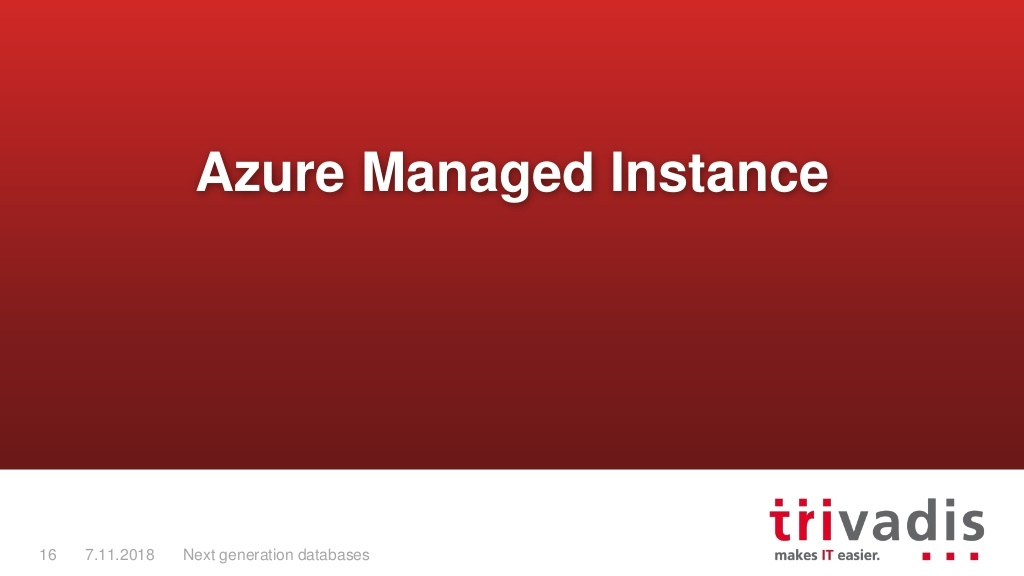 Azure Managed Instance
trivadis
makes IT easier.
16 7.11.2018 Next generation databases